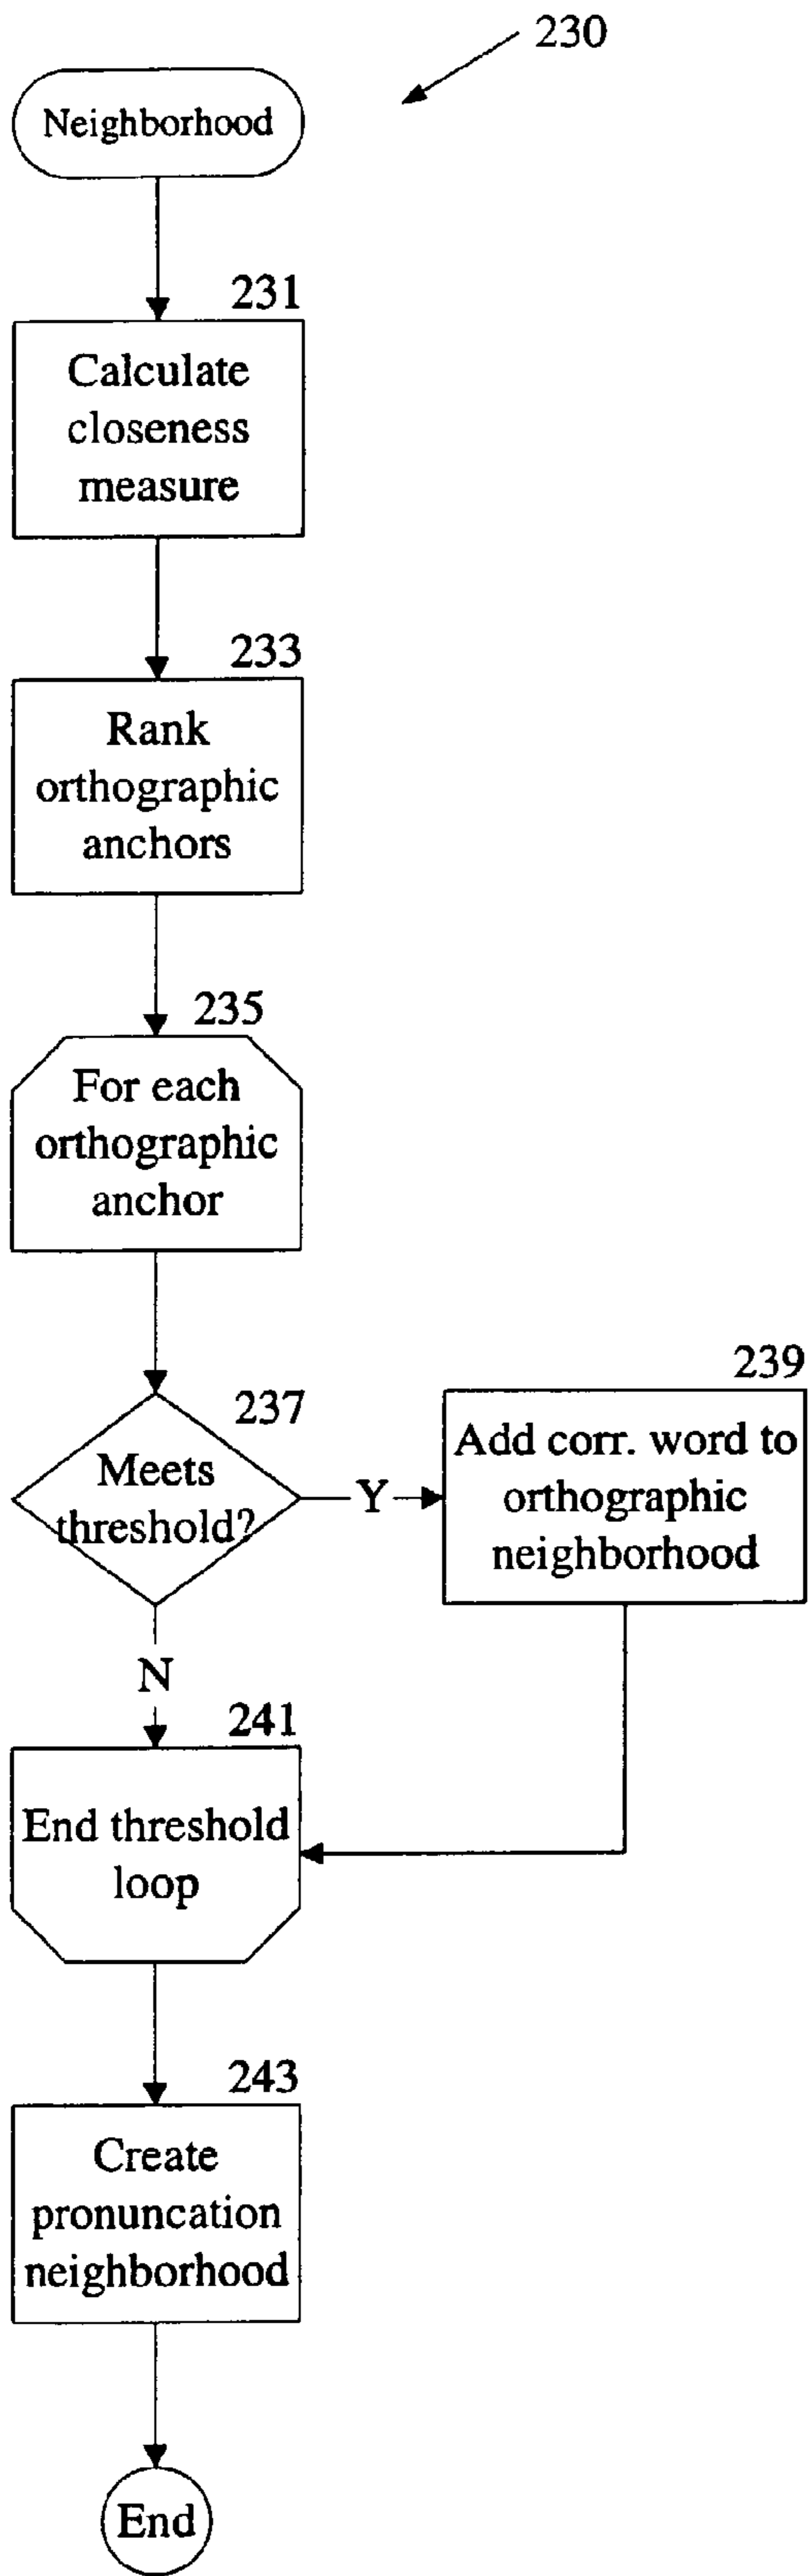 230
Neighborhood
231
Calculate
closeness
measure
233
Rank
orthographic
anchors
235
For each
orthographic
anchor
237
Meets
threshold?
Y
239
Add corr. word to
orthographic
neighborhood
N
241
End threshold
loop
243
Create
pronuncation
neighborhood
End